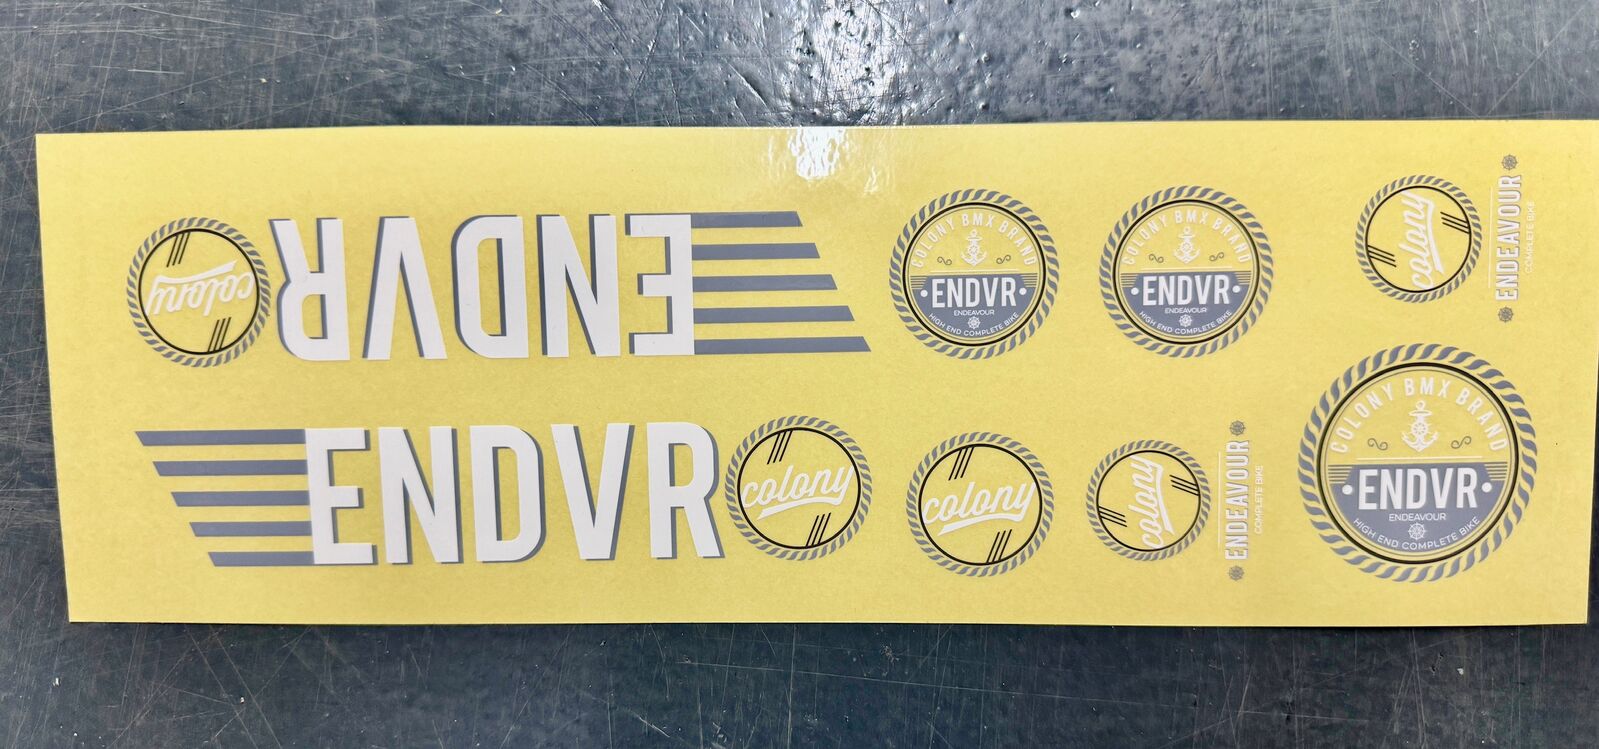 colony
ENDVR
COLONY BMX BRAND
ENDVR
ENDEAVOUR
HIGH END COMPLETE BIKE
COLONY BMX BRAND
ENDVR
ENDEAVOUR
HIGH END COMPLETE BIKE
colony
ENDEAVOUR
COMPLETE BIKE
ENDVR
colony
colony
colony
ENDEAVOUR
COMPLETE BIKE
COLONY BMX BRAND
ENDVR
ENDEAVOUR
HIGH END COMPLETE BIKE